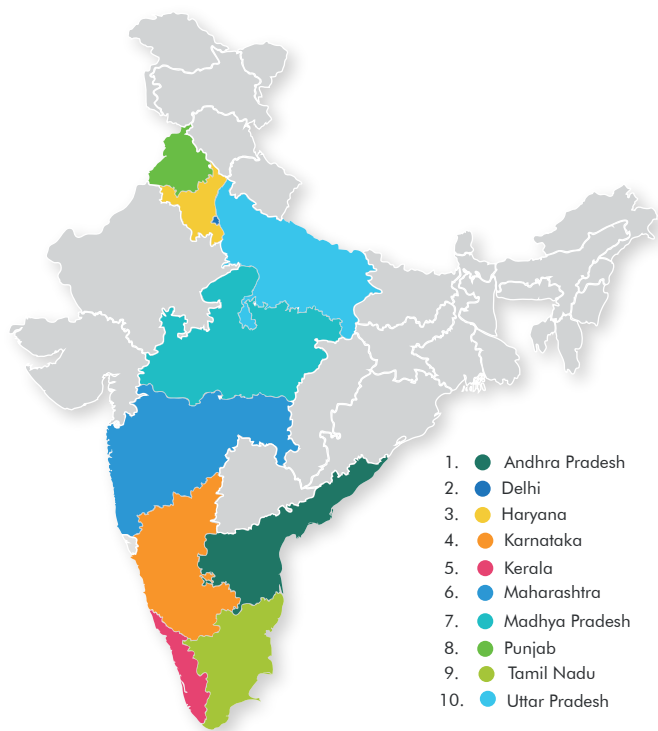 1. Andhra Pradesh
2. Delhi
3. Haryana
4. Karnataka
5. Kerala
6. Maharashtra
7. Madhya Pradesh
8. Punjab
9. Tamil Nadu
10. Uttar Pradesh